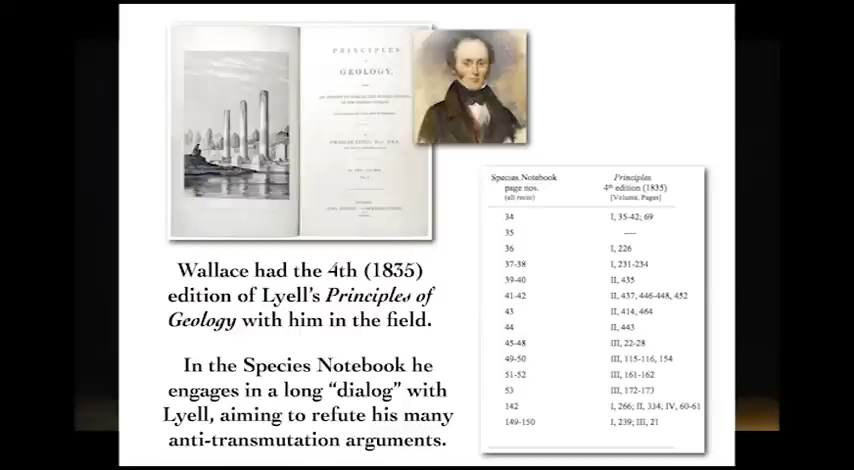 PRINCIPLES
GEOLOGY,
Wallace had the 4th (1835)
edition of Lyell's Principles of
Geology with him in the field.
In the Species Notebook he
engages in a long "dialog" with
Lyell, aiming to refute his many
anti-transmutation arguments.
Species Notebook Principles
page nos. 4th edition (1835)
(all recto) [Volume, Pages]
34 I, 35-42; 69
35 ----
36 I, 226
37-38 I, 231-234
39-40 II, 435
41-42 II, 437, 446-448, 452
43 II, 414, 464
44 II, 443
45-48 III, 22-28
49-50 III, 115-116, 154
51-52 III, 161-162
53 III, 172-173
142 I, 266; II, 334; IV, 60-61
149-150 I, 239; III, 21